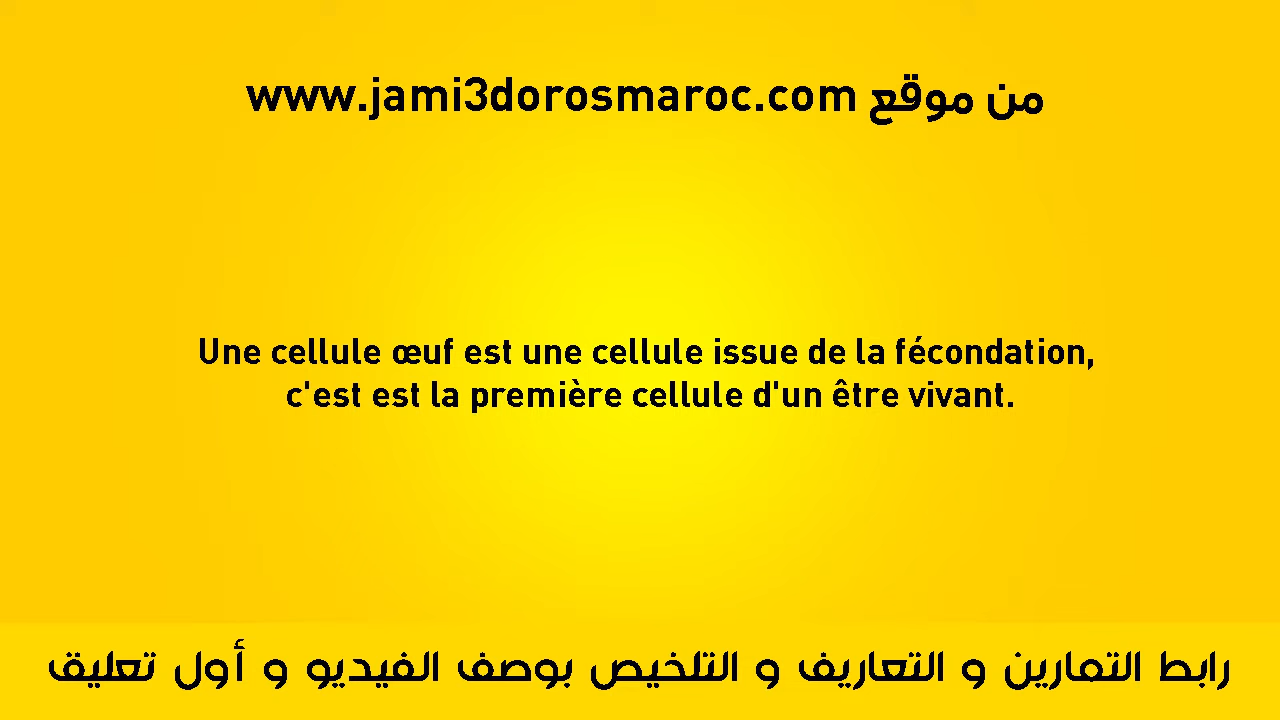 من موقع www.jami3dorosmaroc.com
Une cellule œuf est une cellule issue de la fécondation,
c'est est la première cellule d'un être vivant.
رابط التمارين و التعاريف و التلخيص بوصف الفيديو و أول تعليق